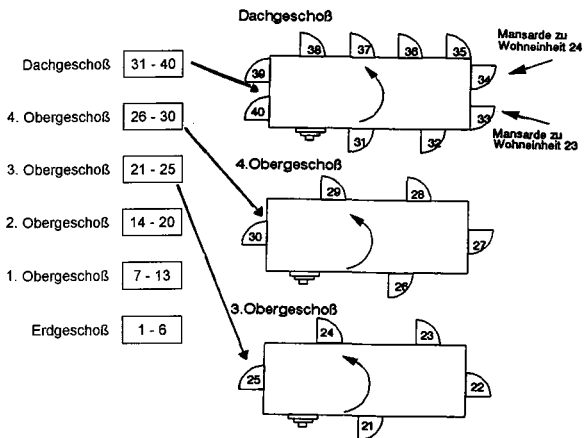 Dachgeschoß
Mansarde zu
Wohneinheit 24
38 37 36 35
Dachgeschoß 31 - 40
39
34
40
33
4. Obergeschoß 26 - 30
31 32
Mansarde zu
Wohneinheit 23
4.Obergeschoß
3. Obergeschoß 21 - 25
29 28
2. Obergeschoß 14 - 20
30
27
1. Obergeschoß 7 - 13
26
3.Obergeschoß
Erdgeschoß 1 - 6
24 23
25
22
21